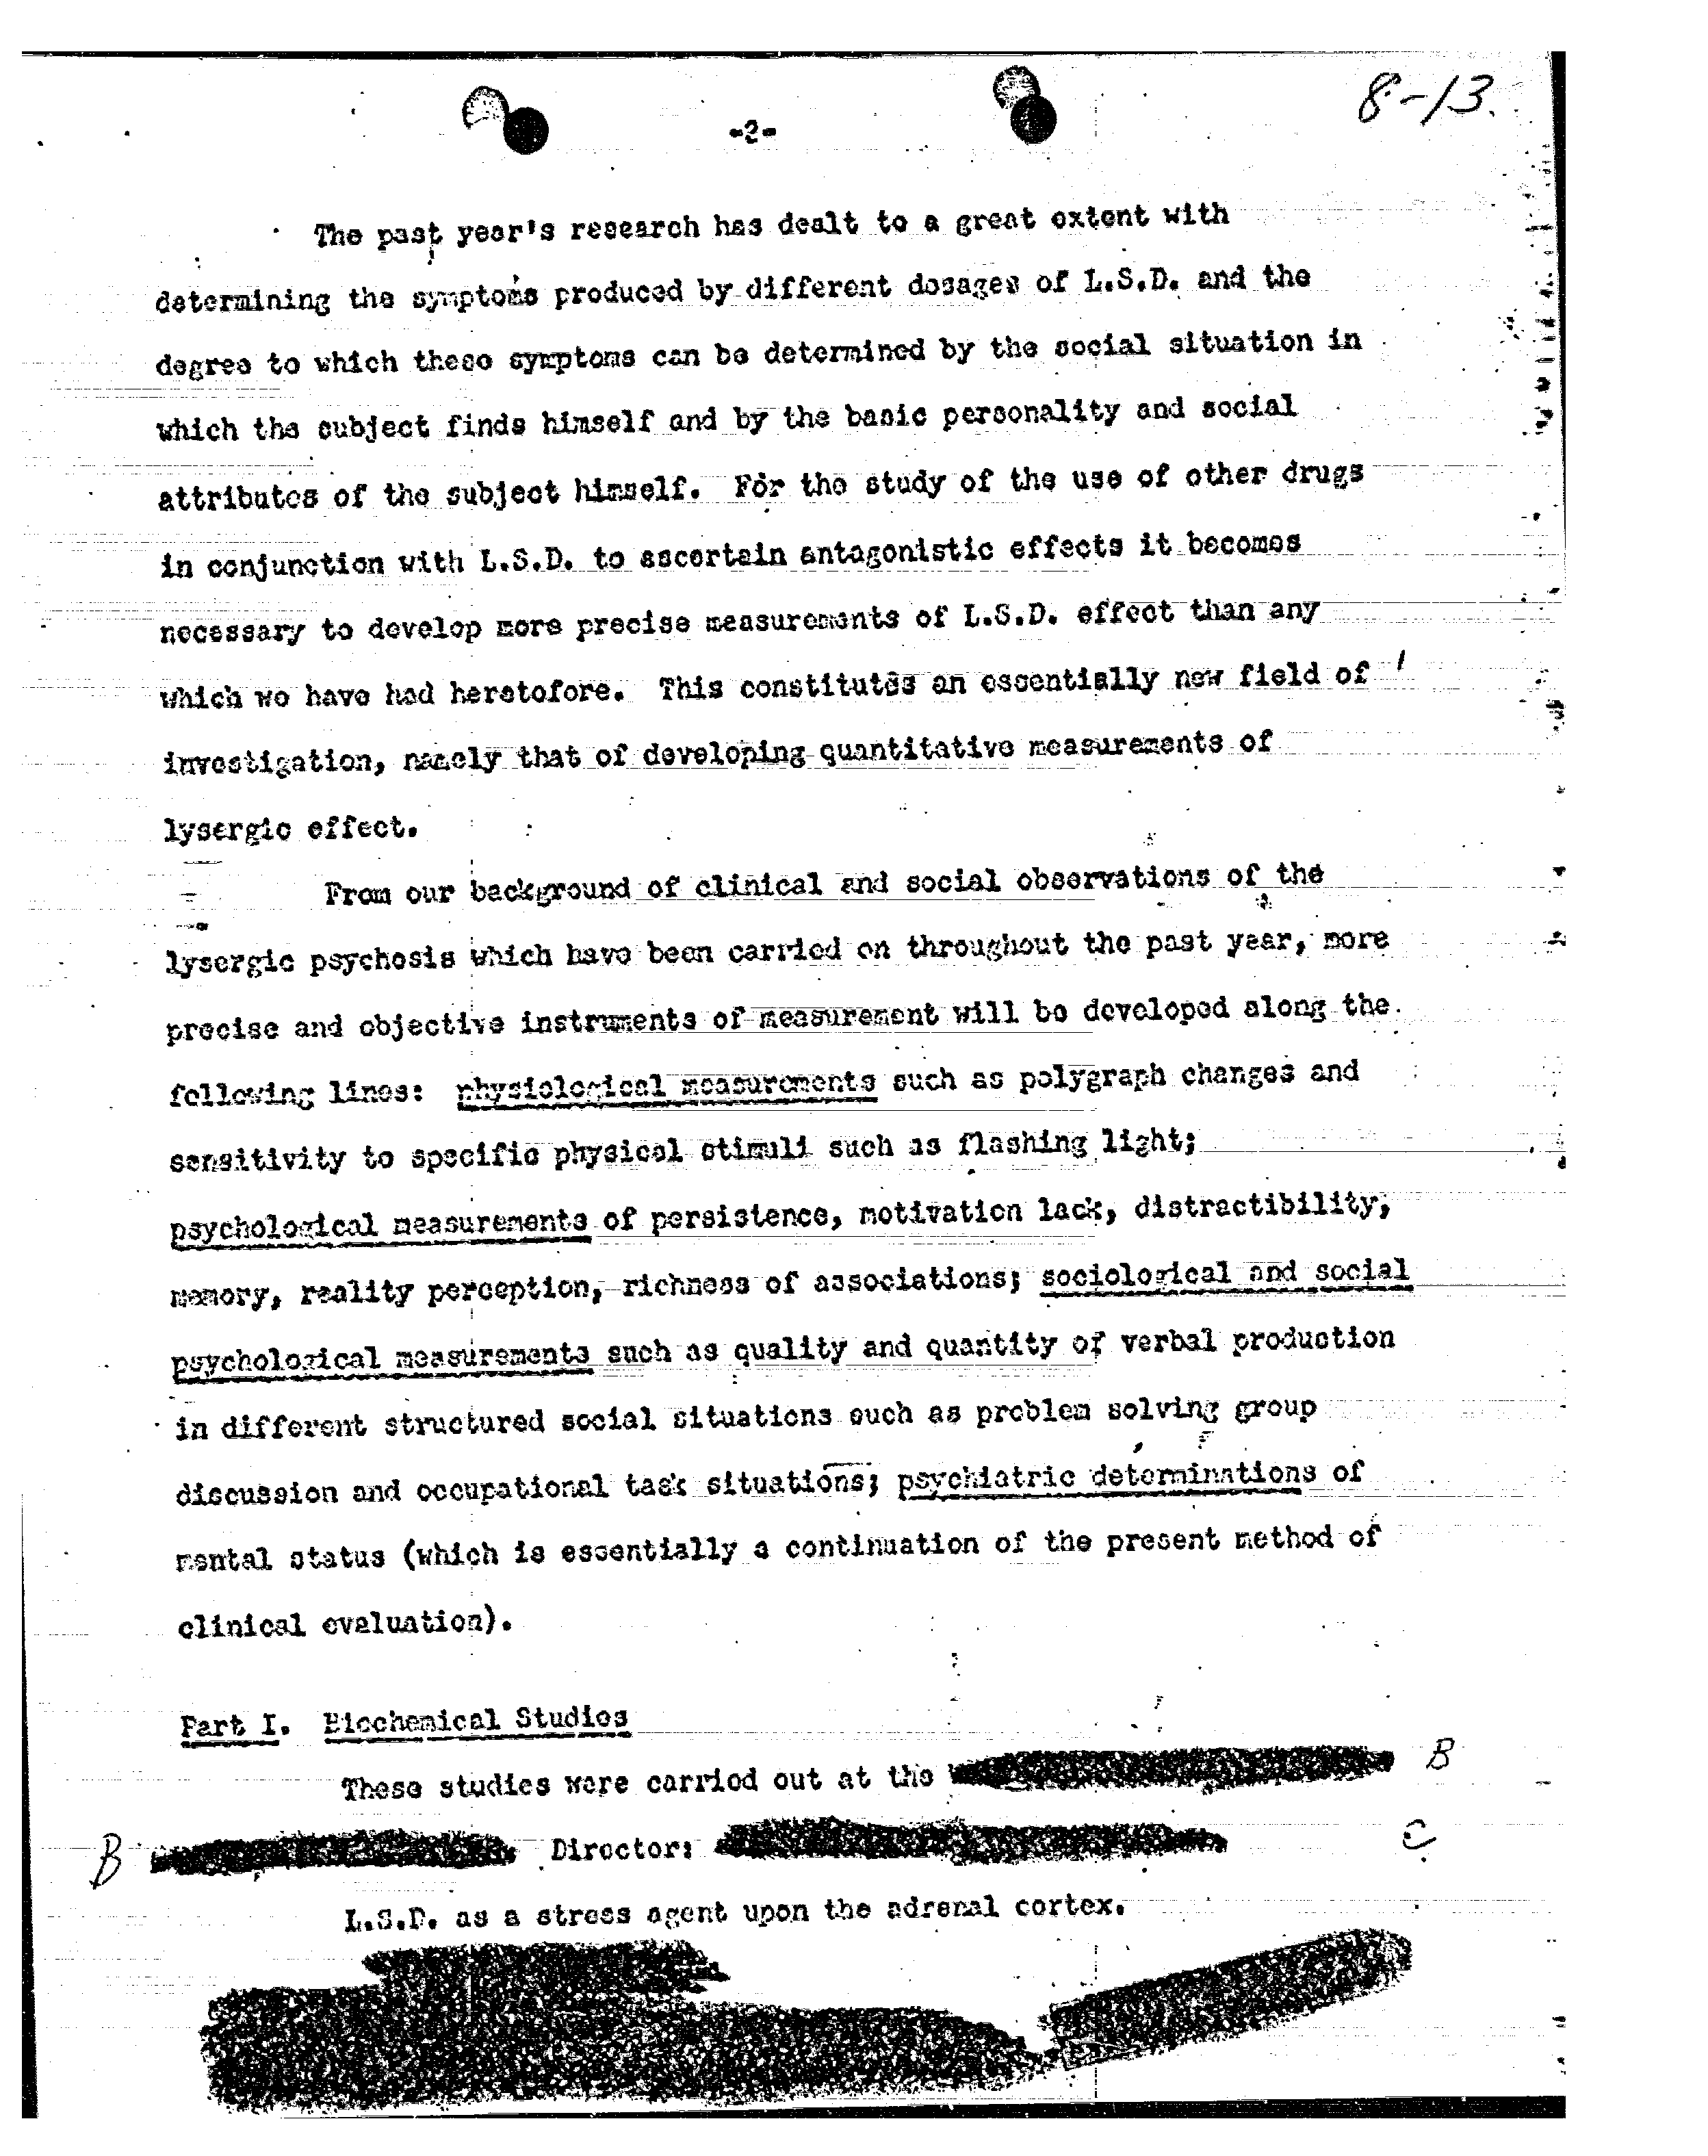 8-13.
-2-
The past year's research has dealt to a great extent with
determining the symptoms produced by different dosages of L.S.D. and the
degree to which these symptoms can be determined by the social situation in
which the subject finds himself and by the basic personality and social
attributes of the subject himself. For the study of the use of other drugs
in conjunction with L.S.D. to ascertain antagonistic effects it becomes
necessary to develop more precise measurements of L.S.D. effect than any
which we have had heretofore. This constitutes an essentially new field of
investigation, namely that of developing quantitative measurements of
lysergic effect.
From our background of clinical and social observations of the
lysergic psychosis which have been carried on throughout the past year, more
precise and objective instruments of measurement will be developed along the
following lines: physiological measurements such as polygraph changes and
sensitivity to specific physical stimuli such as flashing light;
psychological measurements of persistence, motivation lack, distractibility,
memory, reality perception, richness of associations; sociological and social
psychological measurements such as quality and quantity of verbal production
in different structured social situations such as problem solving group
discussion and occupational task situations; psychiatric determinations of
mental status (which is essentially a continuation of the present method of
clinical evaluation).
Part I. Biochemical Studies
These studies were carried out at the B
B Director: C
L.S.D. as a stress agent upon the adrenal cortex.